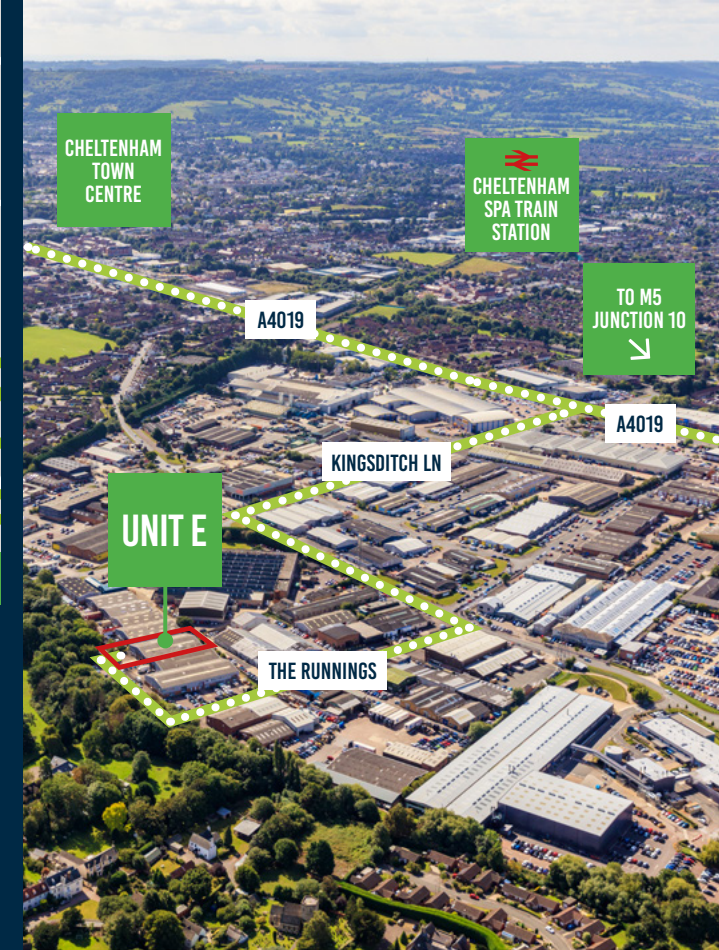 CHELTENHAM
TOWN
CENTRE
CHELTENHAM
SPA TRAIN
STATION
TO M5
JUNCTION 10
A4019
A4019
KINGSDITCH LN
UNIT E
THE RUNNINGS